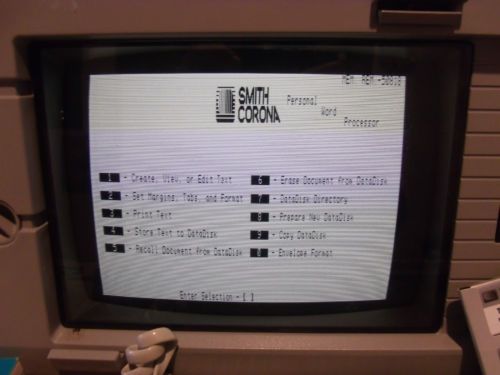 MEM REM -50818
SMITH CORONA
Personal
Word
Processor
1 - Create, View, or Edit Text
2 - Set Margins, Tabs, and Format
3 - Print Text
4 - Store Text to DataDisk
5 - Recall Document from DataDisk
6 - Erase Document from DataDisk
7 - DataDisk Directory
8 - Prepare New DataDisk
9 - Copy DataDisk
0 - Envelope Format
Enter Selection - [ ]